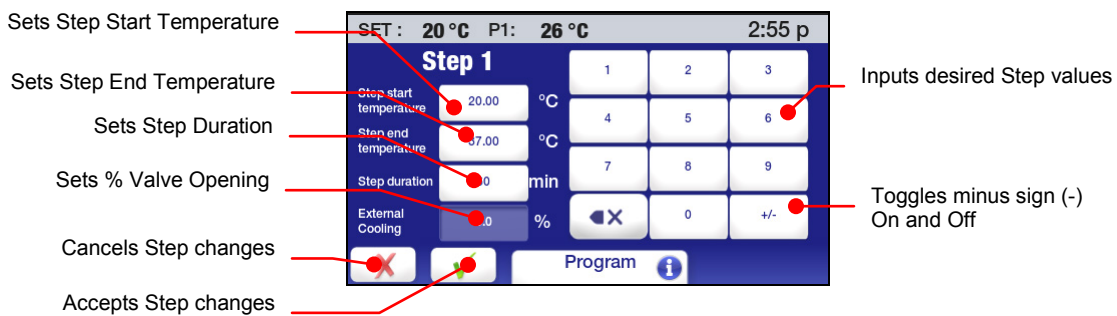 Sets Step Start Temperature
Sets Step End Temperature
Sets Step Duration
Sets % Valve Opening
Cancels Step changes
Accepts Step changes
SET : 20 °C P1: 26 °C 2:55 p
Step 1
Step start
temperature
20.00 °C
Step end
temperature
37.00 °C
Step duration
min
External
Cooling
%
1 2 3
4 5 6
7 8 9
0 +/-
Program
Inputs desired Step values
Toggles minus sign (-)
On and Off